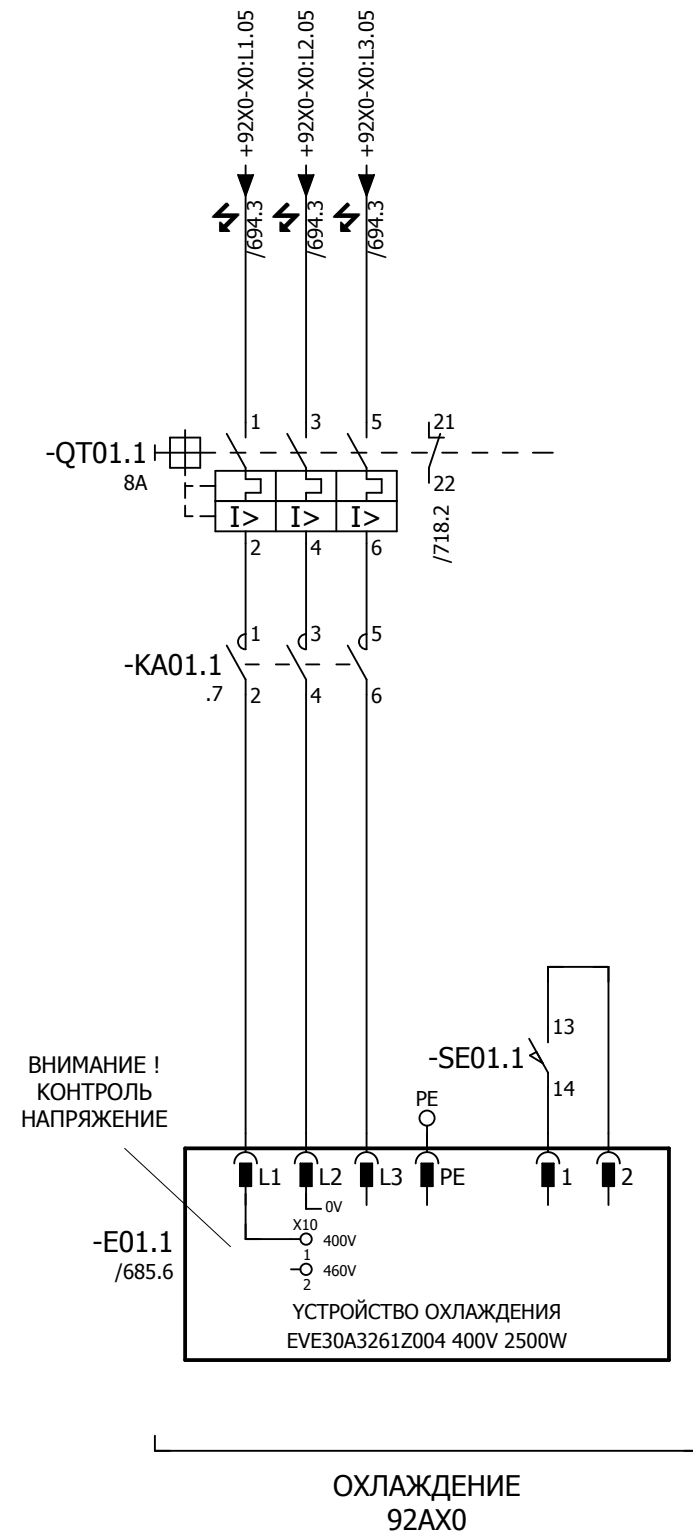 +92X0-X0:L1.05
+92X0-X0:L2.05
+92X0-X0:L3.05
/694.3
/694.3
/694.3
1
3
5
21
-QT01.1
8A
22
I>
I>
I>
2
4
6
/718.2
1
3
5
-KA01.1
.7
2
4
6
13
-SE01.1
14
ВНИМАНИЕ !
КОНТРОЛЬ
НАПРЯЖЕНИЕ
PE
L1
L2
L3
PE
1
2
0V
X10
-E01.1
400V
1
/685.6
460V
2
YСТРОЙСТВО ОХЛАЖДЕНИЯ
EVE30A3261Z004 400V 2500W
ОХЛАЖДЕНИЕ
92AX0